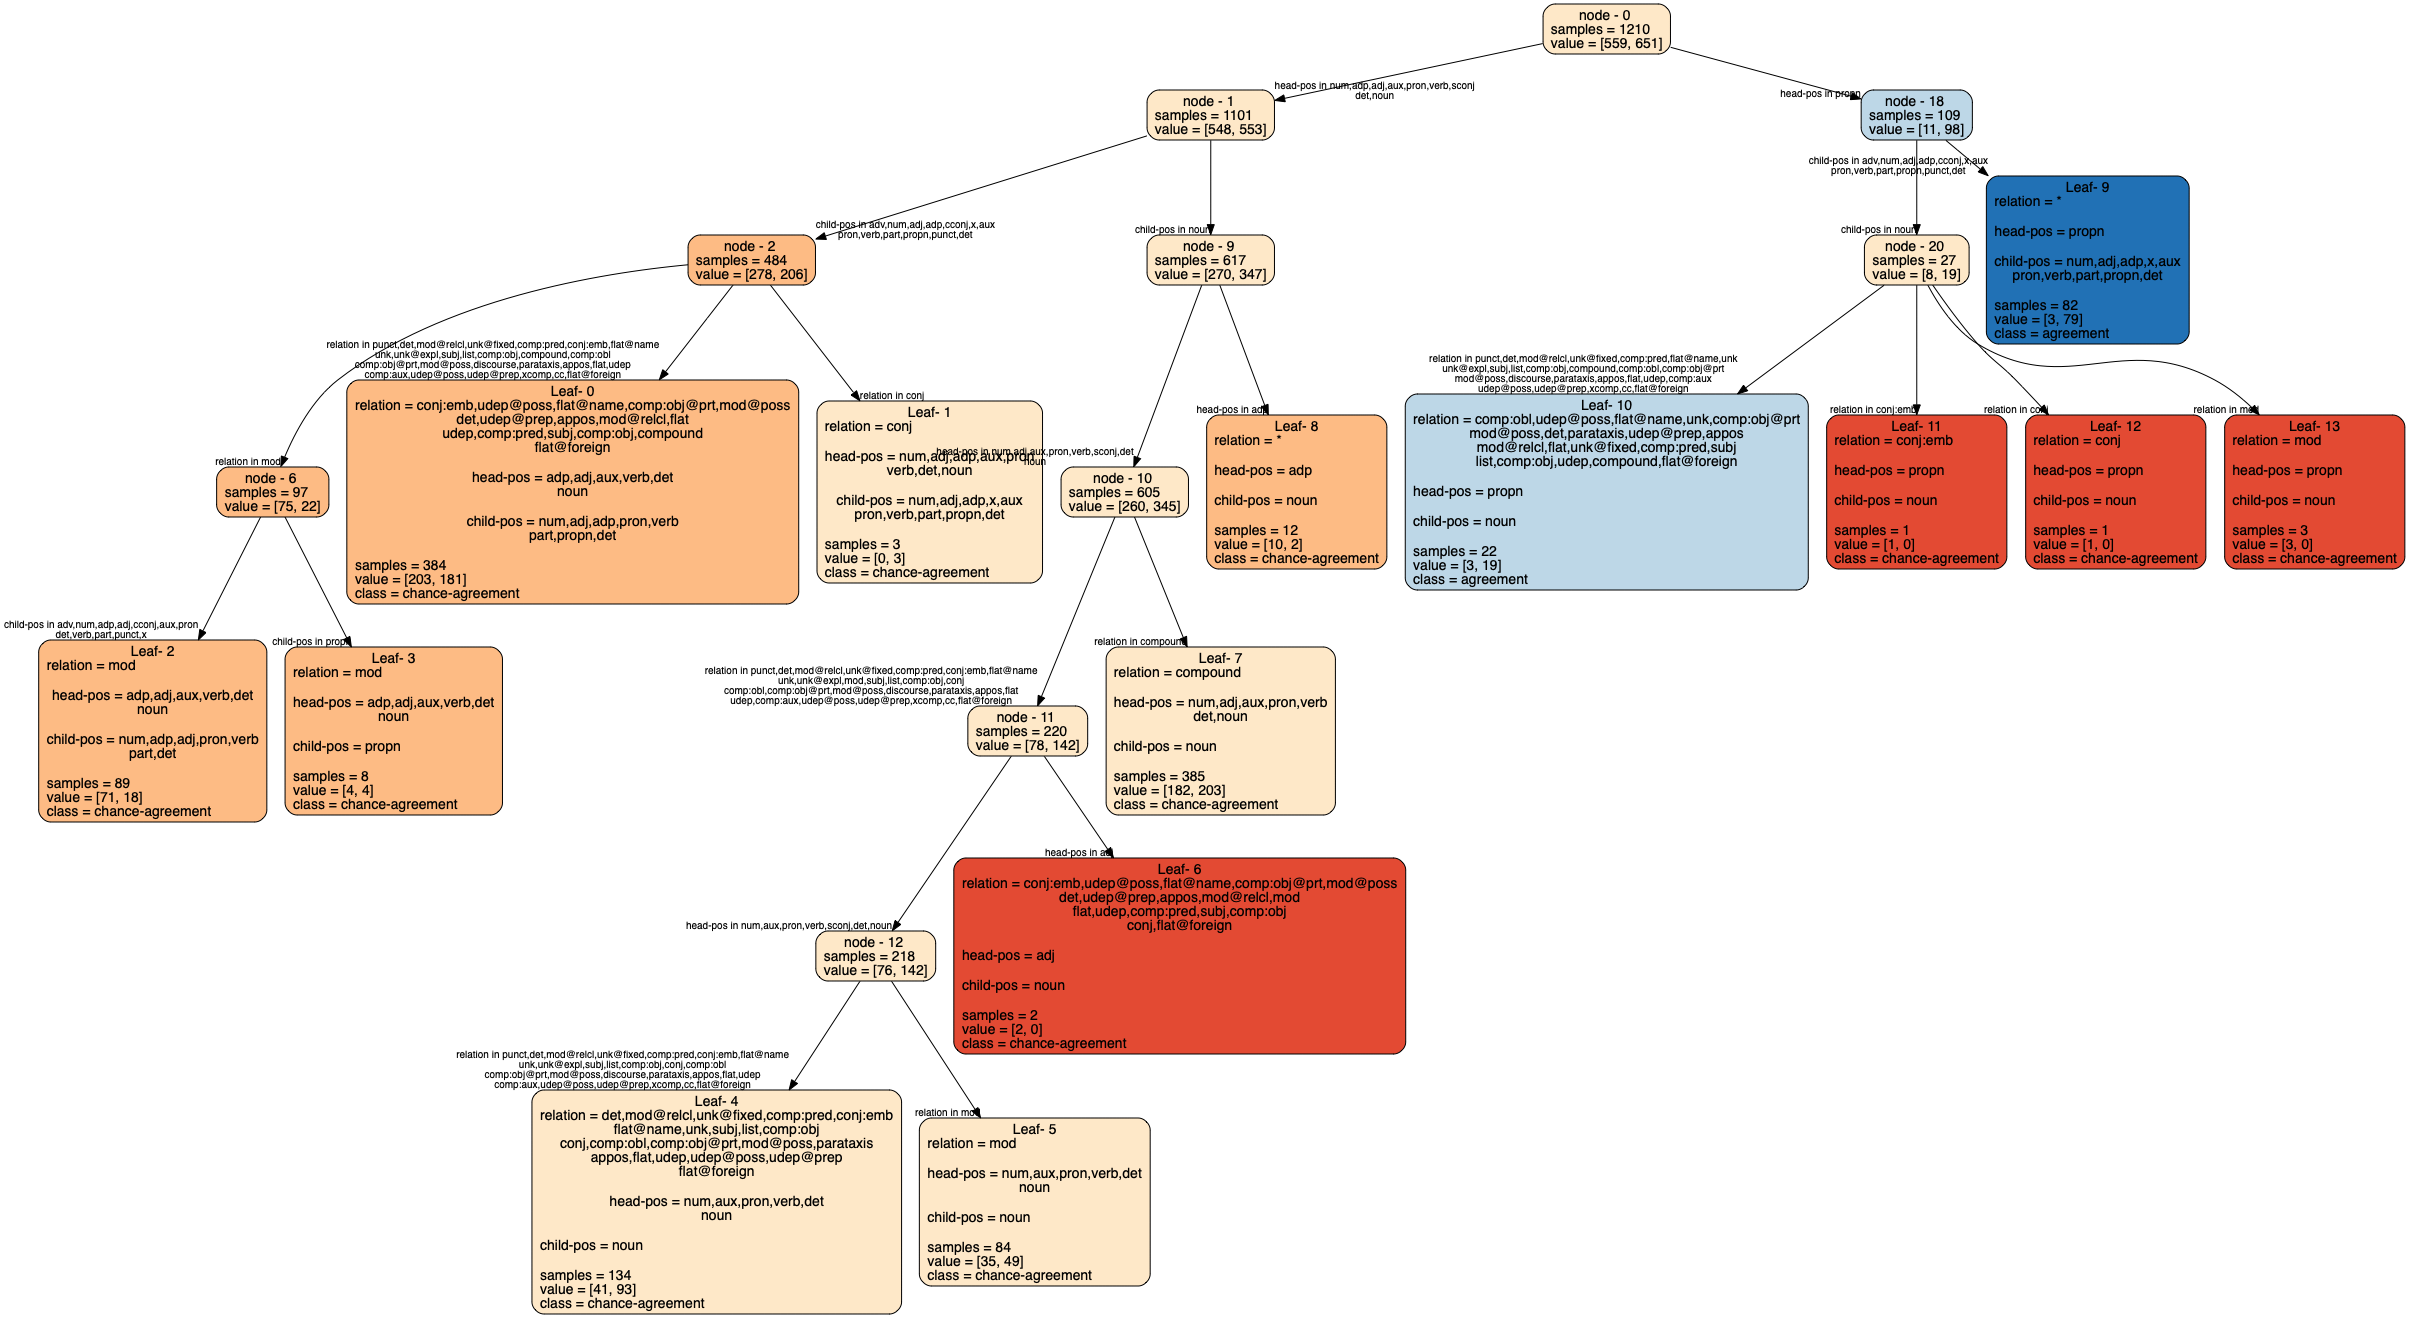 node - 0
samples = 1210
value = [559, 651]
head-pos in num,adp,adj,aux,pron,verb,sconj
det,noun
node - 1
samples = 1101
value = [548, 553]
head-pos in propn
node - 18
samples = 109
value = [11, 98]
child-pos in adv,num,adj,adp,cconj,x,aux
pron,verb,part,propn,punct,det
node - 2
samples = 484
value = [278, 206]
child-pos in noun
node - 9
samples = 617
value = [270, 347]
child-pos in noun
node - 20
samples = 27
value = [8, 19]
child-pos in adv,num,adj,adp,cconj,x,aux
pron,verb,part,propn,punct,det
Leaf- 9
relation = *
head-pos = propn
child-pos = num,adj,adp,x,aux
pron,verb,part,propn,det
samples = 82
value = [3, 79]
class = agreement
relation in mod
node - 6
samples = 97
value = [75, 22]
relation in punct,det,mod@relcl,unk@fixed,comp:pred,conj:emb,flat@name
unk,unk@expl,subj,list,comp:obj,compound,comp:obl
comp:obj@prt,mod@poss,discourse,parataxis,appos,flat,udep
comp:aux,udep@poss,udep@prep,xcomp,cc,flat@foreign
Leaf- 0
relation = conj:emb,udep@poss,flat@name,comp:obj@prt,mod@poss
det,udep@prep,appos,mod@relcl,flat
udep,comp:pred,subj,comp:obj,compound
flat@foreign
head-pos = adp,adj,aux,verb,det
noun
child-pos = num,adj,adp,pron,verb
part,propn,det
samples = 384
value = [203, 181]
class = chance-agreement
relation in conj
Leaf- 1
relation = conj
head-pos = num,adj,adp,aux,pron
verb,det,noun
child-pos = num,adj,adp,x,aux
pron,verb,part,propn,det
samples = 3
value = [0, 3]
class = chance-agreement
head-pos in num,adj,aux,pron,verb,sconj,det
noun
node - 10
samples = 605
value = [260, 345]
head-pos in adp
Leaf- 8
relation = *
head-pos = adp
child-pos = noun
samples = 12
value = [10, 2]
class = chance-agreement
relation in punct,det,mod@relcl,unk@fixed,comp:pred,flat@name,unk
unk@expl,subj,list,comp:obj,compound,comp:obl,comp:obj@prt
mod@poss,discourse,parataxis,appos,flat,udep,comp:aux
udep@poss,udep@prep,xcomp,cc,flat@foreign
Leaf- 10
relation = comp:obl,udep@poss,flat@name,unk,comp:obj@prt
mod@poss,det,parataxis,udep@prep,appos
mod@relcl,flat,unk@fixed,comp:pred,subj
list,comp:obj,udep,compound,flat@foreign
head-pos = propn
child-pos = noun
samples = 22
value = [3, 19]
class = agreement
relation in conj:emb
Leaf- 11
relation = conj:emb
head-pos = propn
child-pos = noun
samples = 1
value = [1, 0]
class = chance-agreement
relation in conj
Leaf- 12
relation = conj
head-pos = propn
child-pos = noun
samples = 1
value = [1, 0]
class = chance-agreement
relation in mod
Leaf- 13
relation = mod
head-pos = propn
child-pos = noun
samples = 3
value = [3, 0]
class = chance-agreement
child-pos in adv,num,adp,adj,cconj,aux,pron
det,verb,part,punct,x
Leaf- 2
relation = mod
head-pos = adp,adj,aux,verb,det
noun
child-pos = num,adp,adj,pron,verb
part,det
samples = 89
value = [71, 18]
class = chance-agreement
child-pos in propn
Leaf- 3
relation = mod
head-pos = adp,adj,aux,verb,det
noun
child-pos = propn
samples = 8
value = [4, 4]
class = chance-agreement
relation in punct,det,mod@relcl,unk@fixed,comp:pred,conj:emb,flat@name
unk,unk@expl,mod,subj,list,comp:obj,conj
comp:obl,comp:obj@prt,mod@poss,discourse,parataxis,appos,flat
udep,comp:aux,udep@poss,udep@prep,xcomp,cc,flat@foreign
node - 11
samples = 220
value = [78, 142]
relation in compound
Leaf- 7
relation = compound
head-pos = num,adj,aux,pron,verb
det,noun
child-pos = noun
samples = 385
value = [182, 203]
class = chance-agreement
head-pos in num,aux,pron,verb,sconj,det,noun
node - 12
samples = 218
value = [76, 142]
head-pos in adj
Leaf- 6
relation = conj:emb,udep@poss,flat@name,comp:obj@prt,mod@poss
det,udep@prep,appos,mod@relcl,mod
flat,udep,comp:pred,subj,comp:obj
conj,flat@foreign
head-pos = adj
child-pos = noun
samples = 2
value = [2, 0]
class = chance-agreement
relation in punct,det,mod@relcl,unk@fixed,comp:pred,conj:emb,flat@name
unk,unk@expl,subj,list,comp:obj,conj,comp:obl
comp:obj@prt,mod@poss,discourse,parataxis,appos,flat,udep
comp:aux,udep@poss,udep@prep,xcomp,cc,flat@foreign
Leaf- 4
relation = det,mod@relcl,unk@fixed,comp:pred,conj:emb
flat@name,unk,subj,list,comp:obj
conj,comp:obl,comp:obj@prt,mod@poss,parataxis
appos,flat,udep,udep@poss,udep@prep
flat@foreign
head-pos = num,aux,pron,verb,det
noun
child-pos = noun
samples = 134
value = [41, 93]
class = chance-agreement
relation in mod
Leaf- 5
relation = mod
head-pos = num,aux,pron,verb,det
noun
child-pos = noun
samples = 84
value = [35, 49]
class = chance-agreement